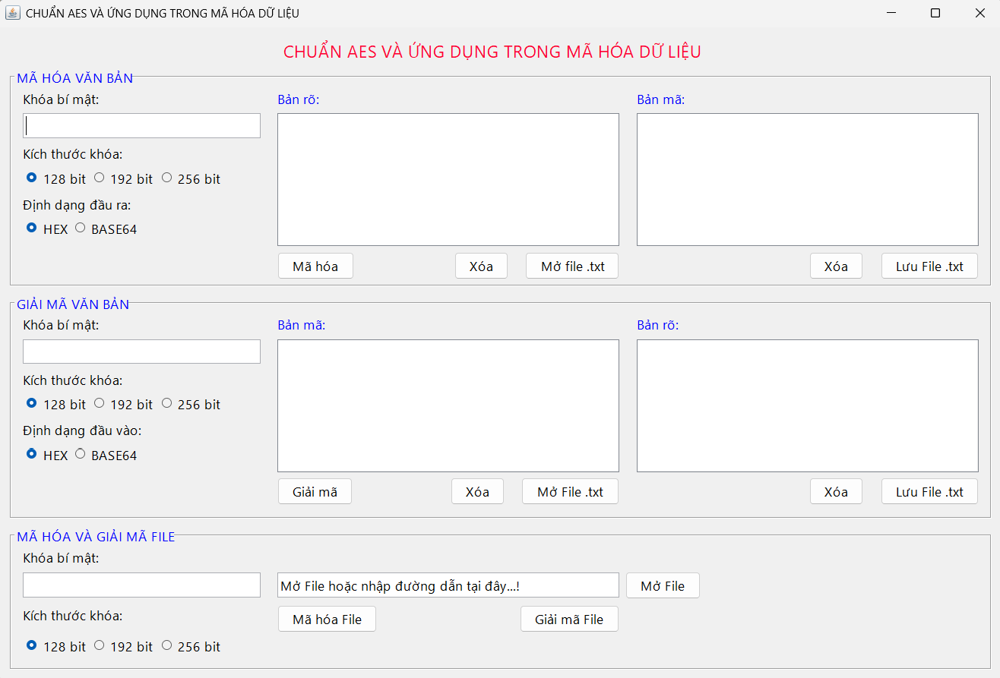 CHUẨN AES VÀ ỨNG DỤNG TRONG MÃ HÓA DỮ LIỆU
CHUẨN AES VÀ ỨNG DỤNG TRONG MÃ HÓA DỮ LIỆU
MÃ HÓA VĂN BẢN
Khóa bí mật:
Bản rõ:
Bản mã:
Kích thước khóa:
128 bit 192 bit 256 bit
Định dạng đầu ra:
HEX BASE64
Mã hóa Xóa Mở file .txt Xóa Lưu File .txt
GIẢI MÃ VĂN BẢN
Khóa bí mật:
Bản mã:
Bản rõ:
Kích thước khóa:
128 bit 192 bit 256 bit
Định dạng đầu vào:
HEX BASE64
Giải mã Xóa Mở File .txt Xóa Lưu File .txt
MÃ HÓA VÀ GIẢI MÃ FILE
Khóa bí mật:
Mở File hoặc nhập đường dẫn tại đây...! Mở File
Kích thước khóa:
Mã hóa File Giải mã File
128 bit 192 bit 256 bit